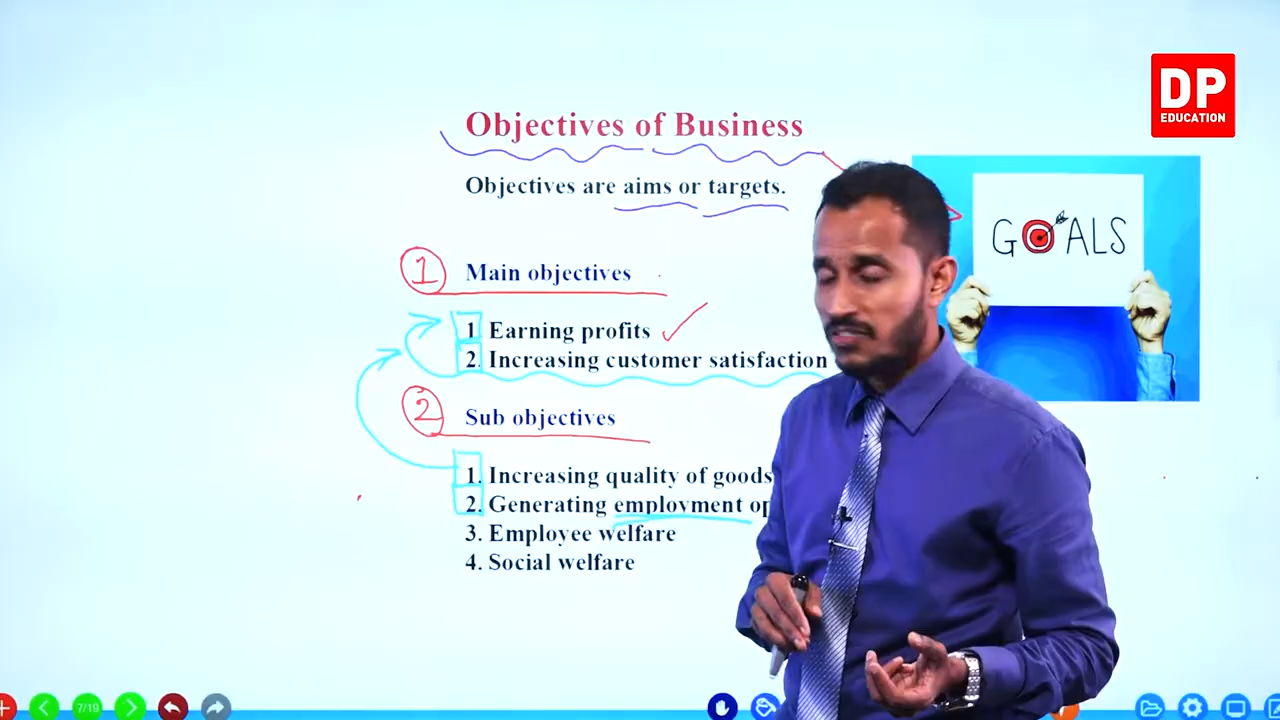 DP
EDUCATION
Objectives of Business
Objectives are aims or targets.
GOALS
1 Main objectives
1 Earning profits
2. Increasing customer satisfaction
2 Sub objectives
1. Increasing quality of goods
2. Generating employment
3. Employee welfare
4. Social welfare
7/19